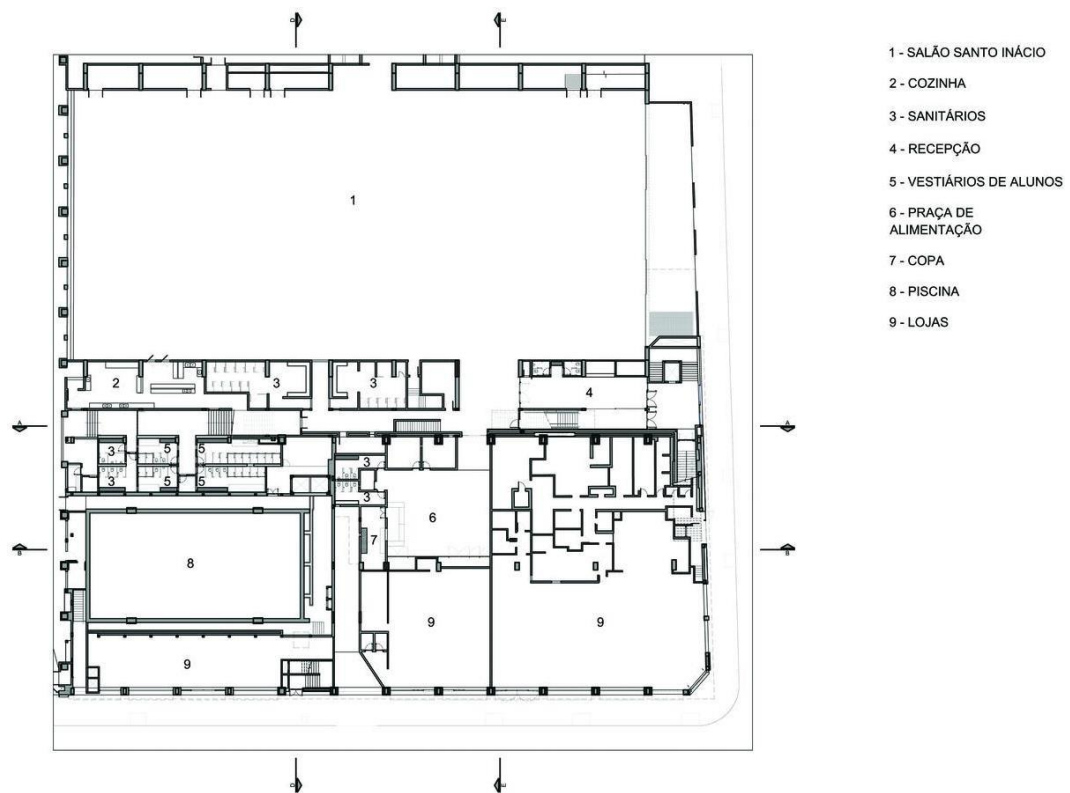 1 - SALÃO SANTO INÁCIO
2 - COZINHA
3 - SANITÁRIOS
4 - RECEPÇÃO
5 - VESTIÁRIOS DE ALUNOS
6 - PRAÇA DE
ALIMENTAÇÃO
7 - COPA
8 - PISCINA
9 - LOJAS
1
2
3
3
4
3
5
5
3
5
5
3
3
6
7
8
9
9
9